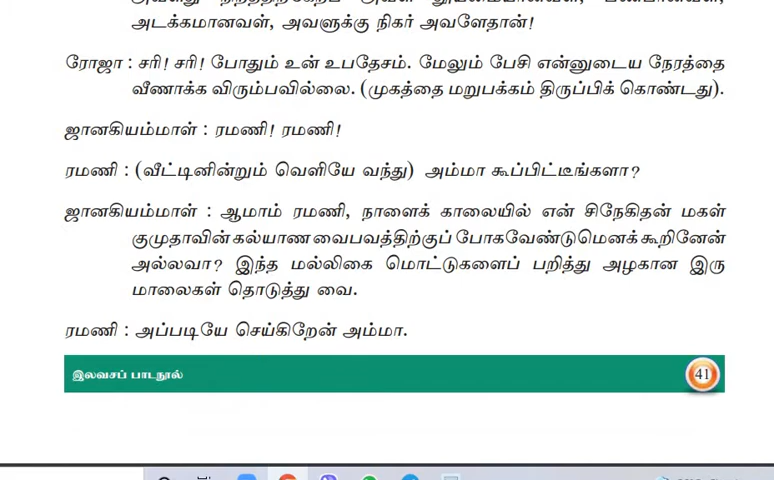 அடக்கமானவள், அவளுக்கு நிகர் அவளேதான்!
ரோஜா : சரி! சரி! போதும் உன் உபதேசம். மேலும் பேசி என்னுடைய நேரத்தை
வீணாக்க விரும்பவில்லை. (முகத்தை மறுபக்கம் திருப்பிக் கொண்டது).
ஜானகியம்மாள் : ரமணி! ரமணி!
ரமணி : (வீட்டினின்றும் வெளியே வந்து) அம்மா கூப்பிட்டீங்களா?
ஜானகியம்மாள் : ஆமாம் ரமணி, நாளைக் காலையில் என் சிநேகிதன் மகள்
குமுதாவின் கல்யாண வைபவத்திற்குப் போகவேண்டுமெனக் கூறினேன்
அல்லவா? இந்த மல்லிகை மொட்டுகளைப் பறித்து அழகான இரு
மாலைகள் தொடுத்து வை.
ரமணி : அப்படியே செய்கிறேன் அம்மா.
இலவசப் பாடநூல் 41